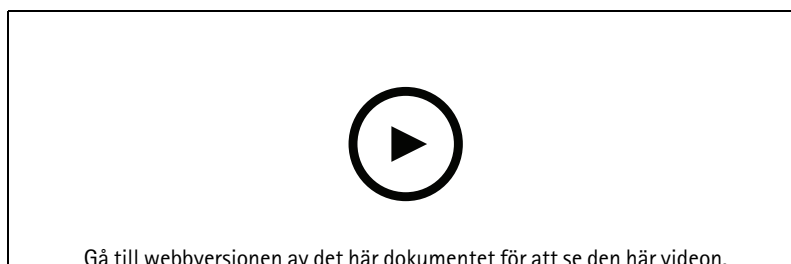 Gå till webbversionen av det här dokumentet för att se den här videon.